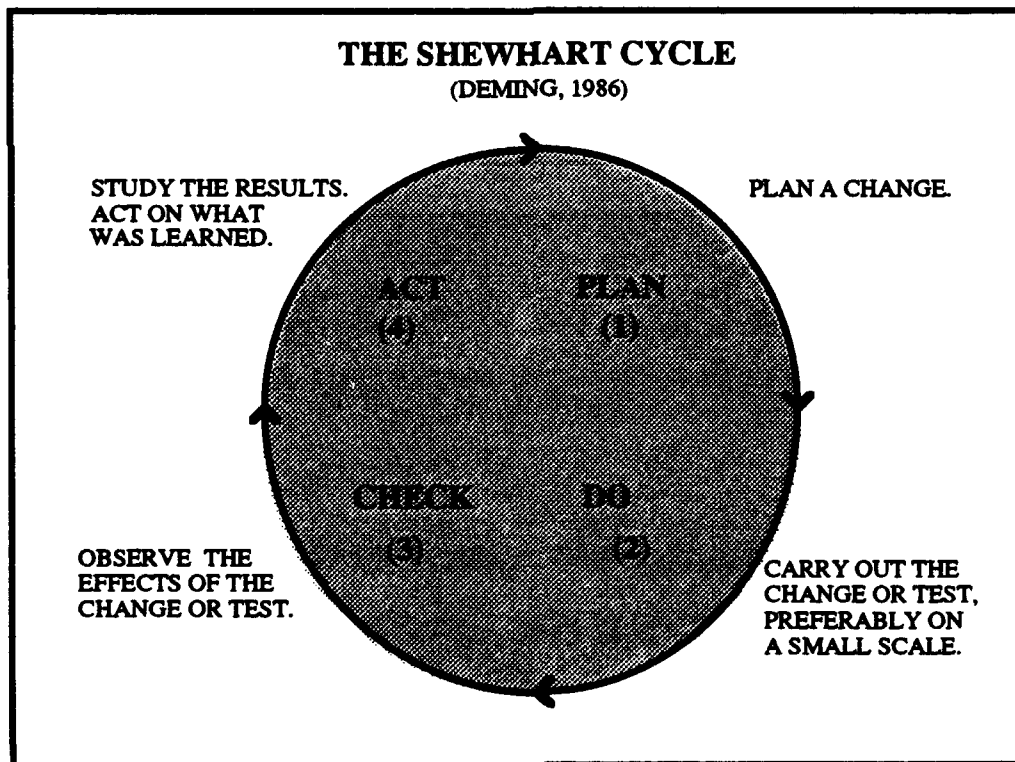 THE SHEWHART CYCLE
(DEMING, 1986)
STUDY THE RESULTS.
ACT ON WHAT
WAS LEARNED.
PLAN A CHANGE.
ACT
(4)
PLAN
(1)
CHECK
(3)
DO
(2)
OBSERVE THE
EFFECTS OF THE
CHANGE OR TEST.
CARRY OUT THE
CHANGE OR TEST,
PREFERABLY ON
A SMALL SCALE.